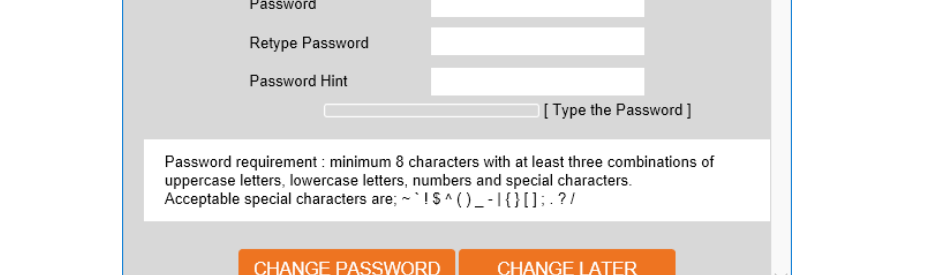 Password
Retype Password
Password Hint
[ Type the Password ]
Password requirement : minimum 8 characters with at least three combinations of
uppercase letters, lowercase letters, numbers and special characters.
Acceptable special characters are; ~ ` ! $ ^ ( ) _ - | { } [ ] ; . ? /
CHANGE PASSWORD CHANGE LATER